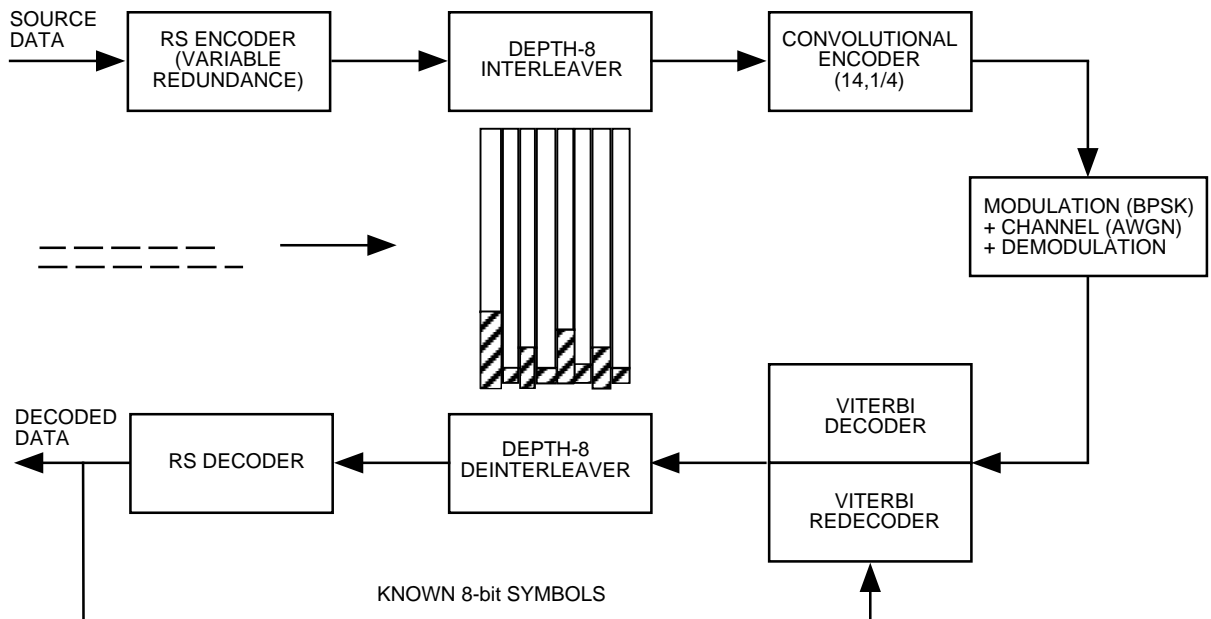 SOURCE
DATA
RS ENCODER
(VARIABLE
REDUNDANCE)
DEPTH-8
INTERLEAVER
CONVOLUTIONAL
ENCODER
(14,1/4)
MODULATION (BPSK)
+ CHANNEL (AWGN)
+ DEMODULATION
DECODED
DATA
RS DECODER
DEPTH-8
DEINTERLEAVER
VITERBI
DECODER
VITERBI
REDECODER
KNOWN 8-bit SYMBOLS